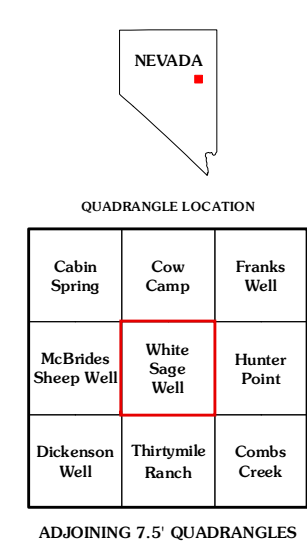 NEVADA
QUADRANGLE LOCATION
Cabin
Spring
Cow
Camp
Franks
Well
McBrides
Sheep Well
White
Sage
Well
Hunter
Point
Dickenson
Well
Thirtymile
Ranch
Combs
Creek
ADJOINING 7.5' QUADRANGLES